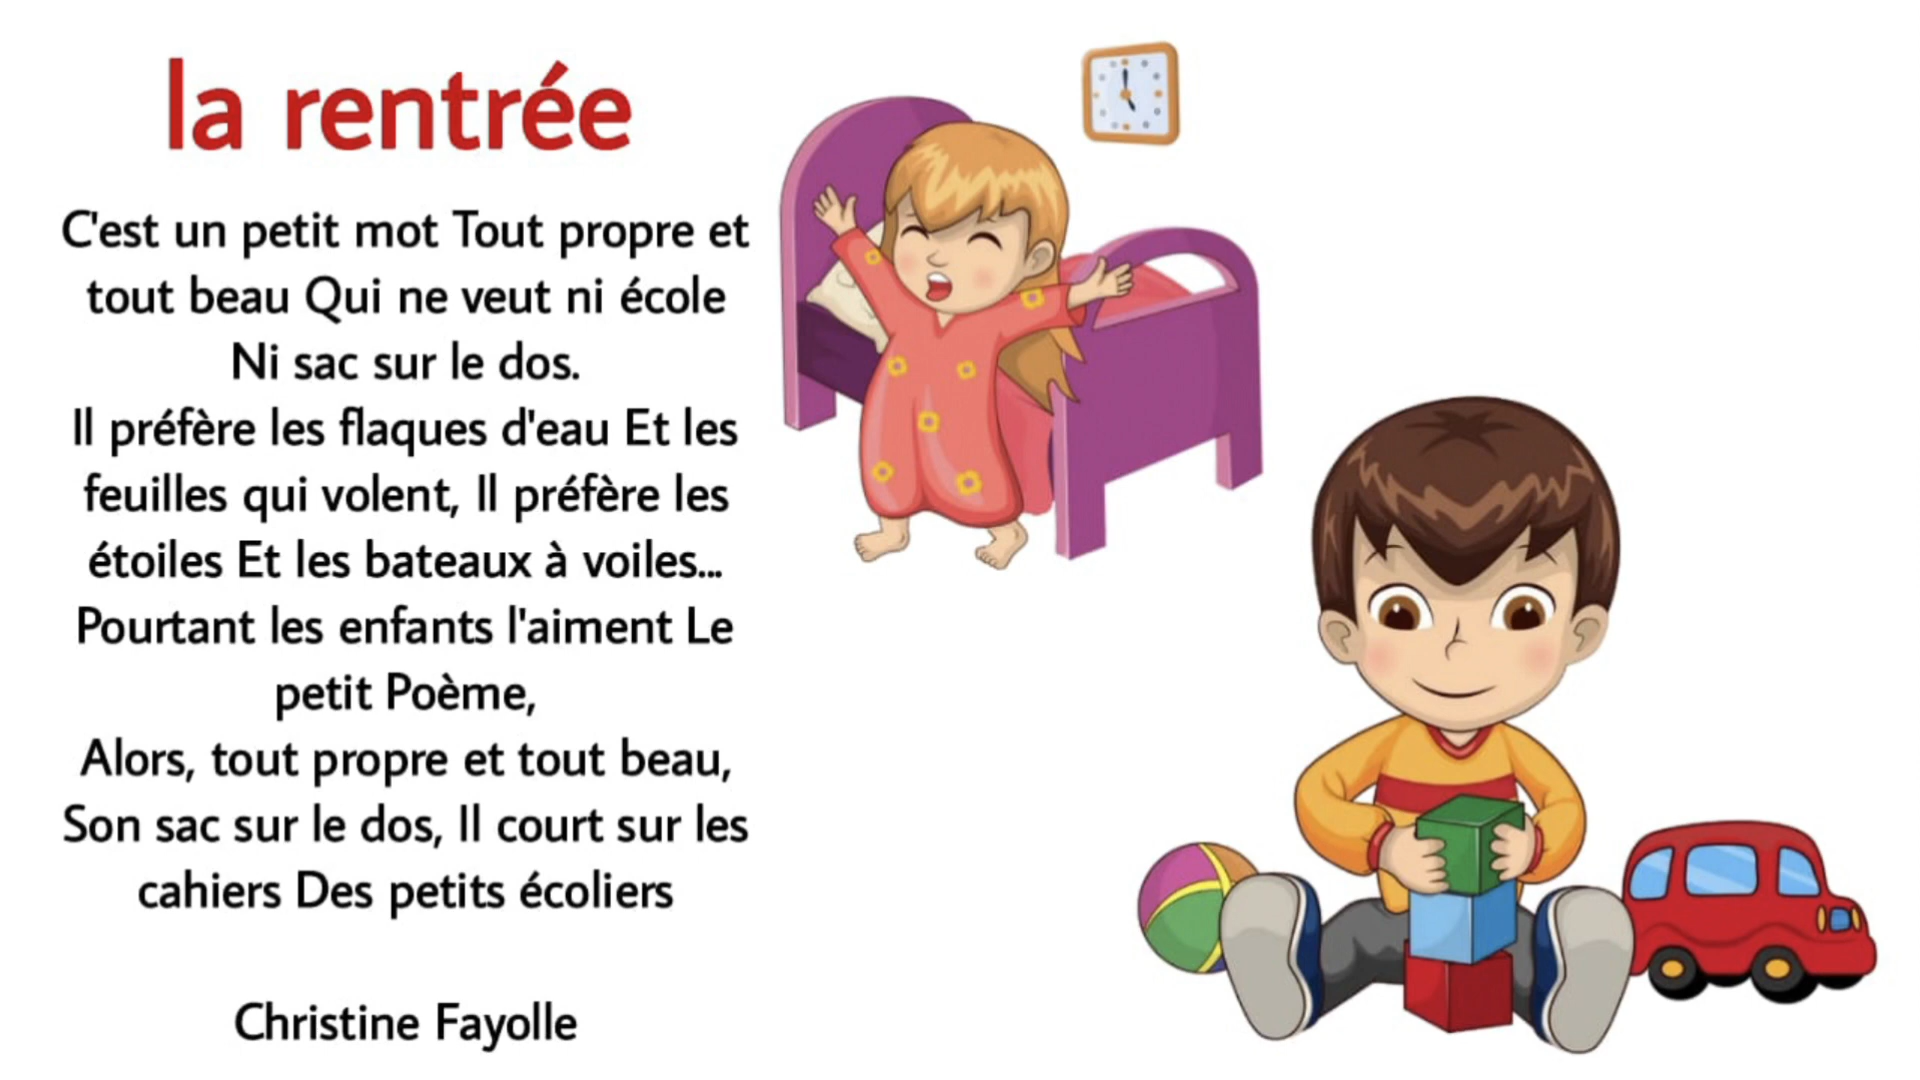 la rentrée
C'est un petit mot Tout propre et
tout beau Qui ne veut ni école
Ni sac sur le dos.
Il préfère les flaques d'eau Et les
feuilles qui volent, Il préfère les
étoiles Et les bateaux à voiles...
Pourtant les enfants l'aiment Le
petit Poème,
Alors, tout propre et tout beau,
Son sac sur le dos, Il court sur les
cahiers Des petits écoliers
Christine Fayolle